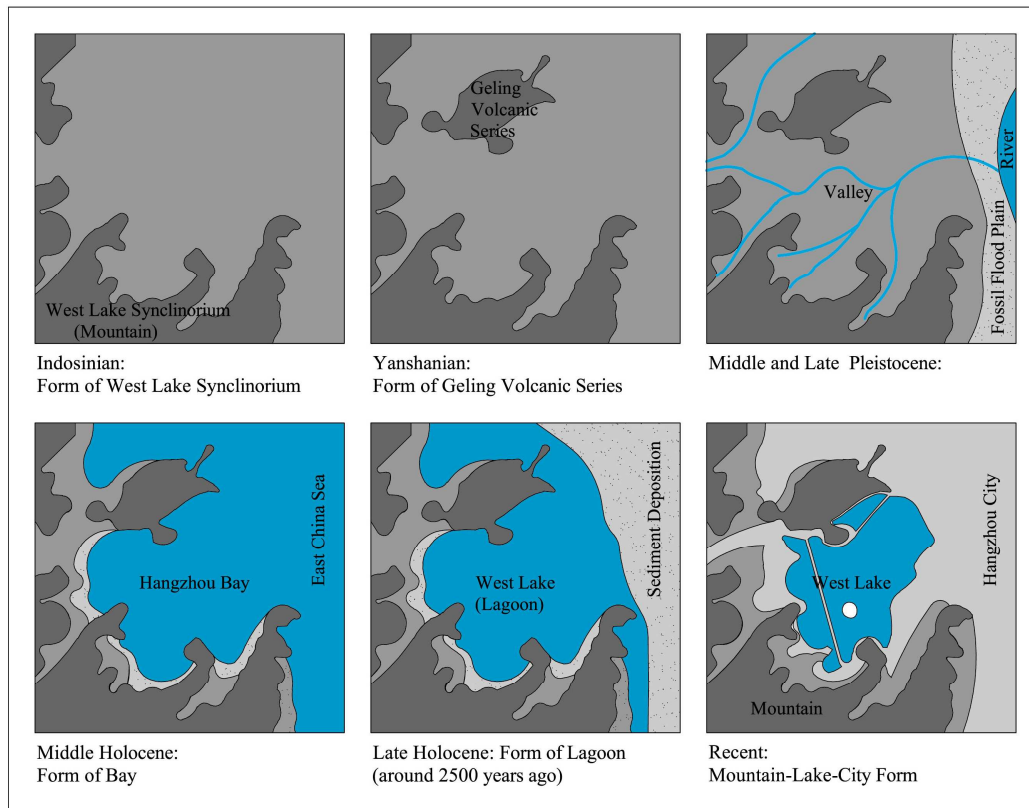 West Lake Synclinorium
(Mountain)
Indosinian:
Form of West Lake Synclinorium
Geling
Volcanic
Series
Yanshanian:
Form of Geling Volcanic Series
Valley
River
Fossil Flood Plain
Middle and Late Pleistocene:
Hangzhou Bay
East China Sea
Middle Holocene:
Form of Bay
West Lake
(Lagoon)
Sediment Deposition
Late Holocene: Form of Lagoon
(around 2500 years ago)
West Lake
Hangzhou City
Mountain
Recent:
Mountain-Lake-City Form